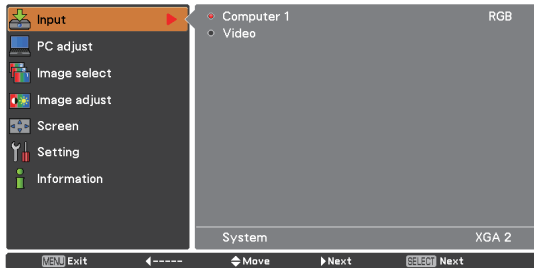 Input
PC adjust
Image select
Image adjust
Screen
Setting
Information
Computer 1 RGB
Video
System XGA 2
MENU Exit ◀----- Move Next SELECT Next